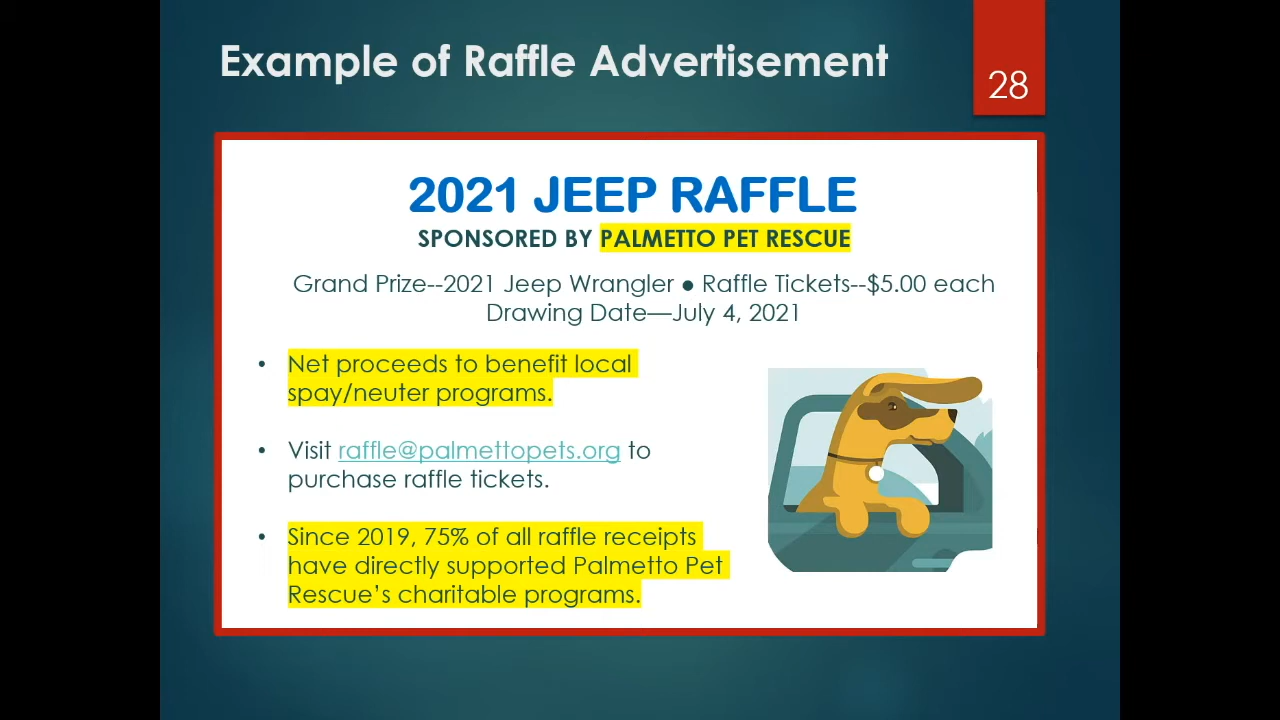 Example of Raffle Advertisement
28
2021 JEEP RAFFLE
SPONSORED BY PALMETTO PET RESCUE
Grand Prize--2021 Jeep Wrangler ● Raffle Tickets--$5.00 each
Drawing Date—July 4, 2021
• Net proceeds to benefit local
spay/neuter programs.
• Visit raffle@palmettopets.org to
purchase raffle tickets.
• Since 2019, 75% of all raffle receipts
have directly supported Palmetto Pet
Rescue’s charitable programs.